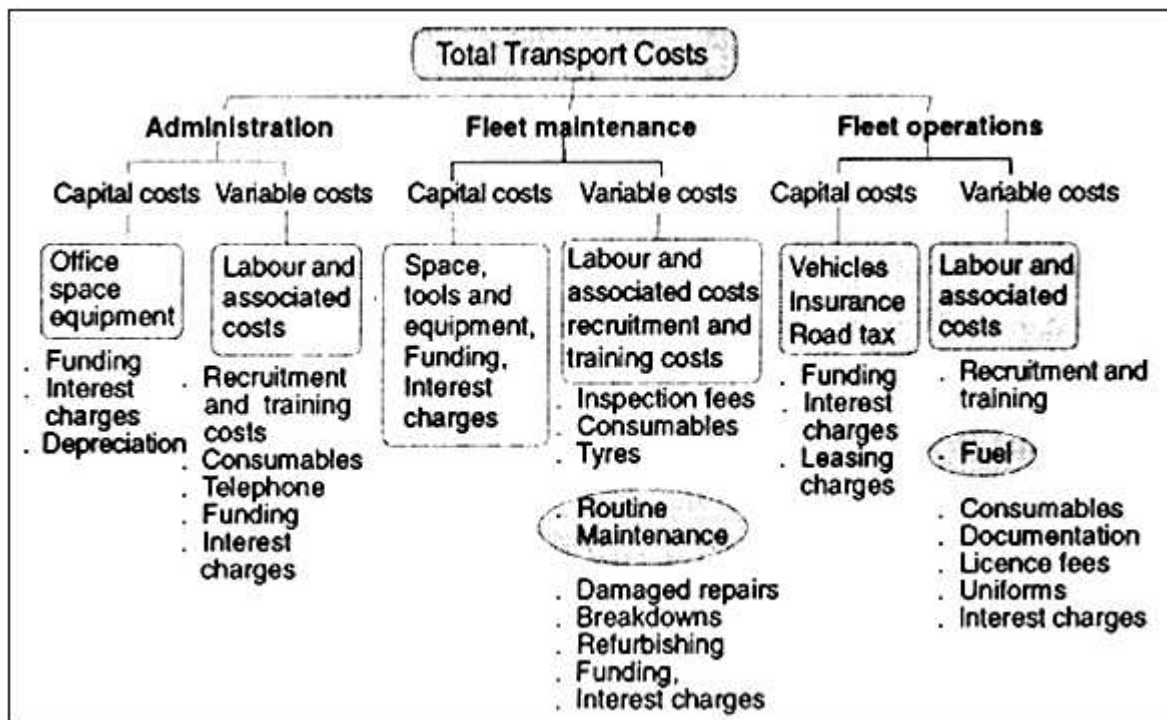 Total Transport Costs
Administration
Fleet maintenance
Fleet operations
Capital costs
Variable costs
Capital costs
Variable costs
Capital costs
Variable costs
Office
space
equipment
. Funding
. Interest
charges
. Depreciation
Labour and
associated
costs
. Recruitment
and training
costs
. Consumables
. Telephone
. Funding
. Interest
charges
Space,
tools and
equipment,
Funding,
Interest
charges
Labour and
associated costs
recruitment and
training costs
. Inspection fees
. Consumables
. Tyres
. Routine
Maintenance
. Damaged repairs
. Breakdowns
. Refurbishing
. Funding,
. Interest charges
Vehicles
Insurance
Road tax
. Funding
. Interest
charges
. Leasing
charges
Labour and
associated
costs
. Recruitment and
training
. Fuel
. Consumables
. Documentation
. Licence fees
. Uniforms
. Interest charges